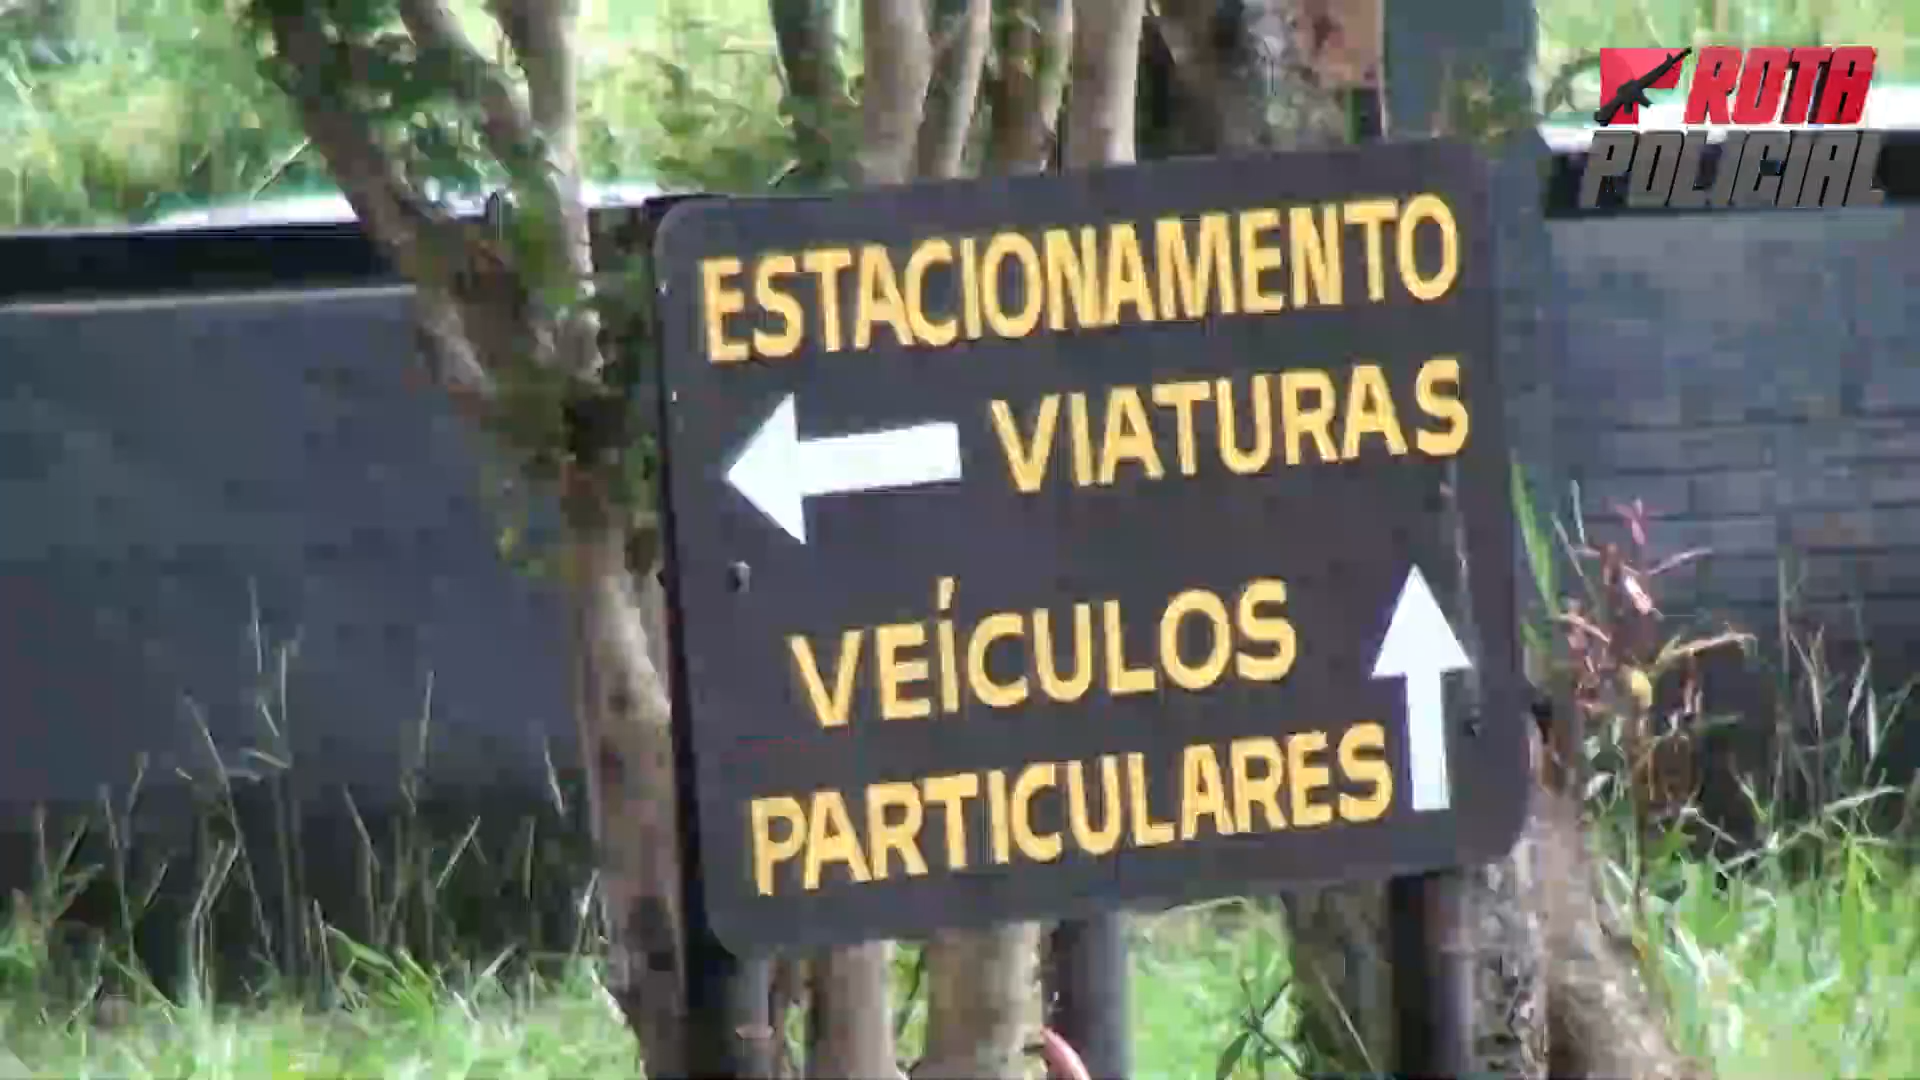 ROTA
POLICIAL
ESTACIONAMENTO
VIATURAS
VEÍCULOS
PARTICULARES